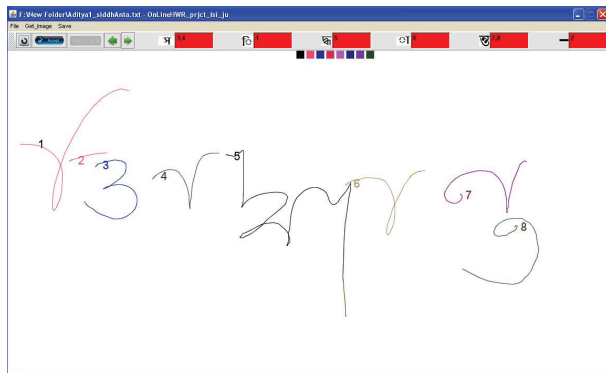 F:\New Folder/Aditya1_siddhAnta.txt - OnLineHWR_prjct_isi_ju
File Get_Image Save
স 3,4 ি 1 দ্ধ 5 া 6 ন্ত 7,8 2
সিদ্ধান্ত
1 2 3 4 5 6 7 8